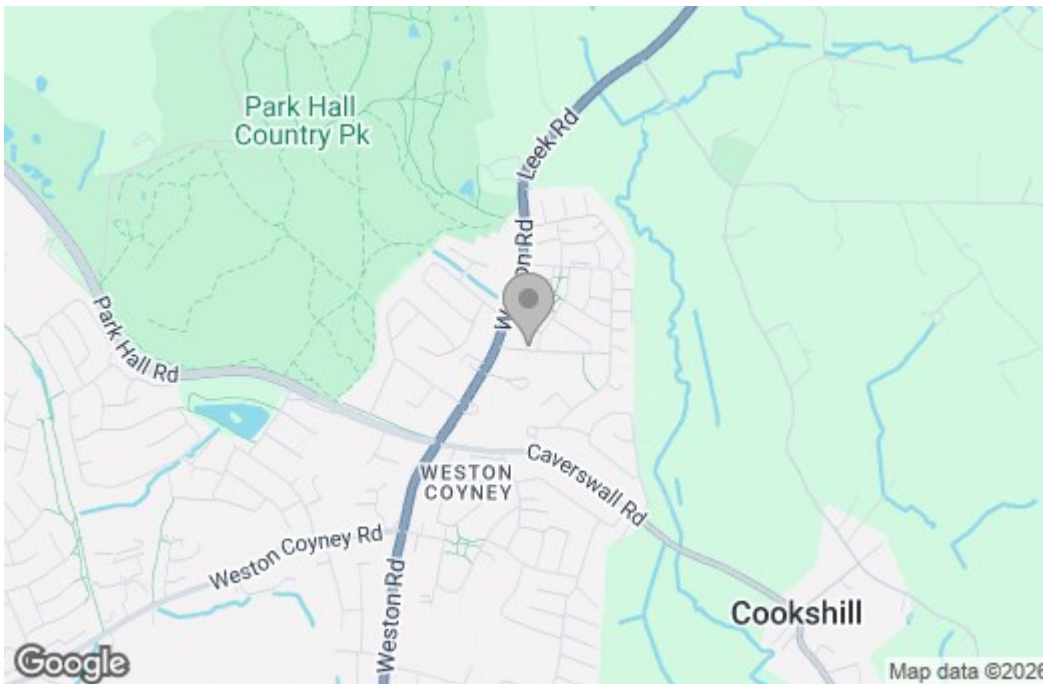 Park Hall
Country Pk
Leek Rd
Weston Rd
Park Hall Rd
WESTON
COYNEY
Caverswall Rd
Weston Coyney Rd
Weston Rd
Cookshill
Google
Map data ©2026